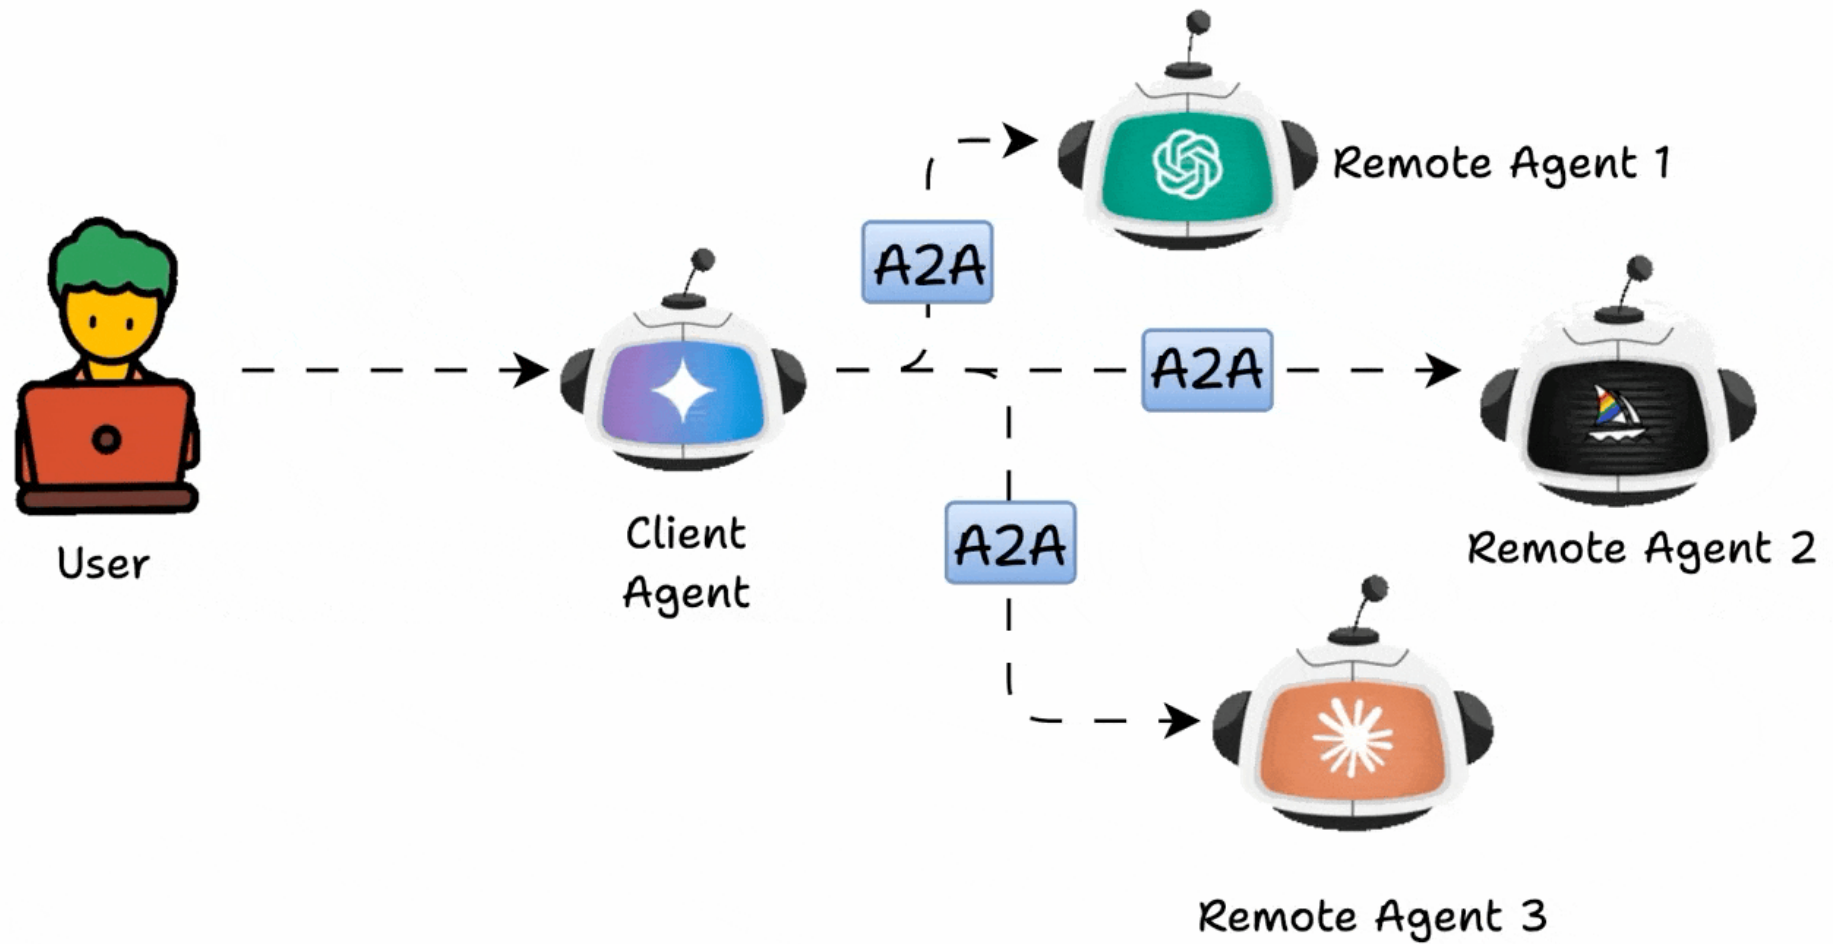 Remote Agent 1
A2A
A2A
Remote Agent 2
User
Client
Agent
A2A
Remote Agent 3